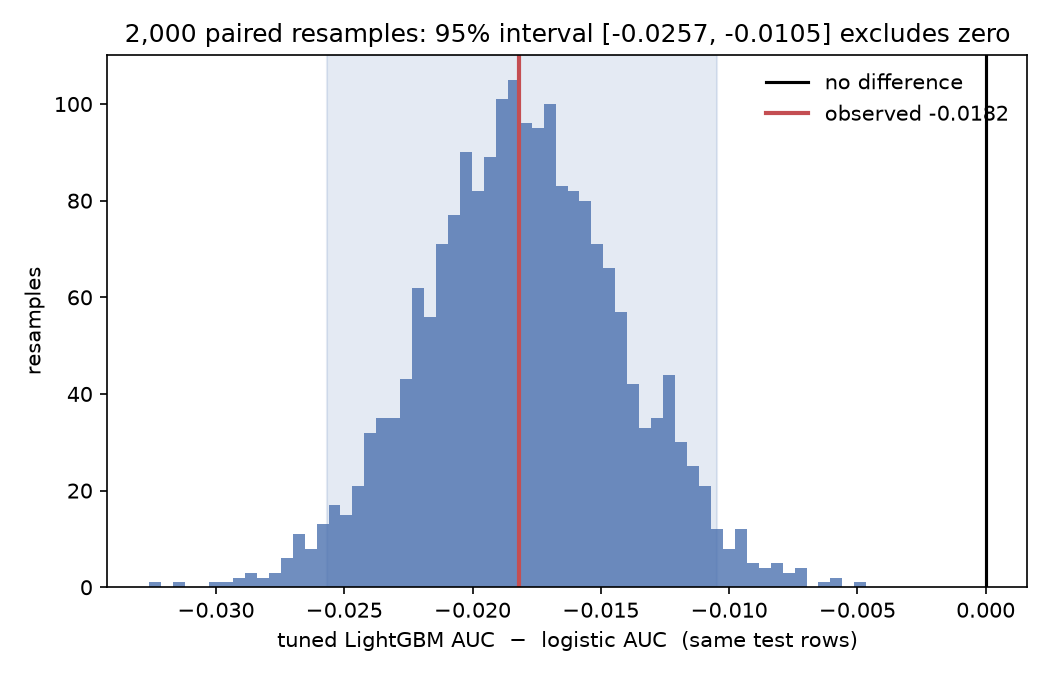 2,000 paired resamples: 95% interval [-0.0257, -0.0105] excludes zero
no difference
observed -0.0182
resamples
100
80
60
40
20
0
−0.030 −0.025 −0.020 −0.015 −0.010 −0.005 0.000
tuned LightGBM AUC − logistic AUC (same test rows)